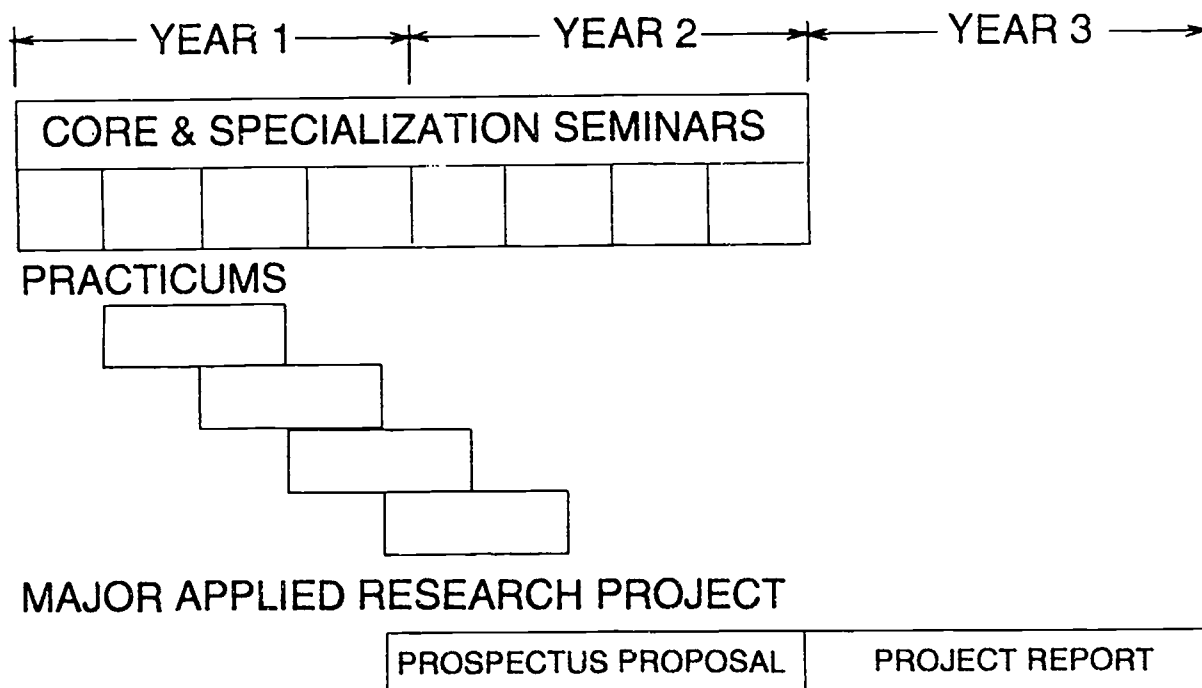 YEAR 1 YEAR 2 YEAR 3
CORE & SPECIALIZATION SEMINARS
PRACTICUMS
MAJOR APPLIED RESEARCH PROJECT
PROSPECTUS PROPOSAL PROJECT REPORT